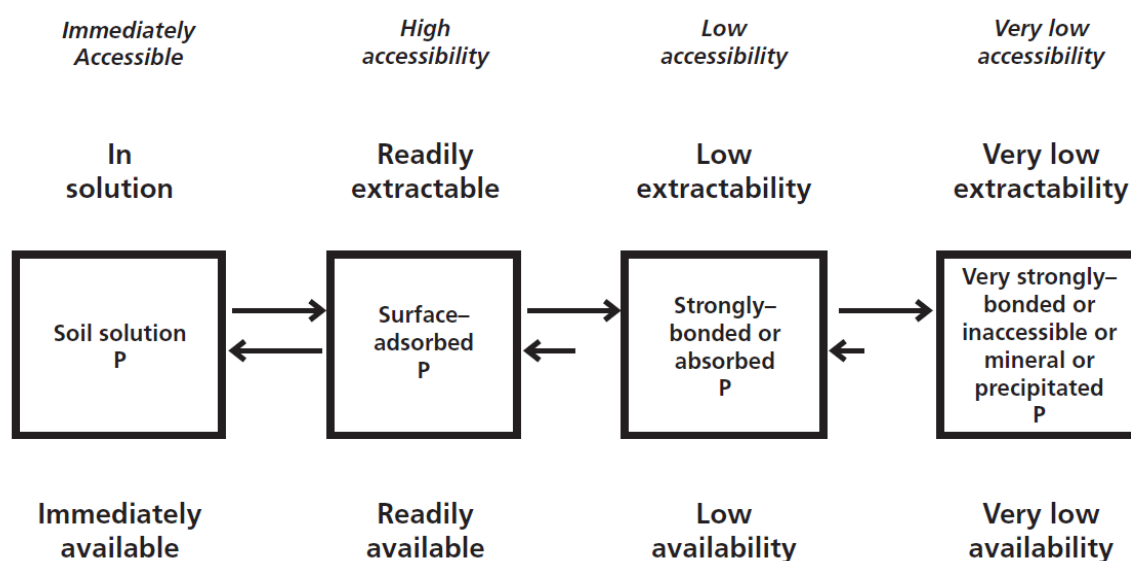 Immediately
Accessible
High
accessibility
Low
accessibility
Very low
accessibility
In
solution
Readily
extractable
Low
extractability
Very low
extractability
Soil solution
P
Surface–
adsorbed
P
Strongly–
bonded or
absorbed
P
Very strongly–
bonded or
inaccessible or
mineral or
precipitated
P
Immediately
available
Readily
available
Low
availability
Very low
availability